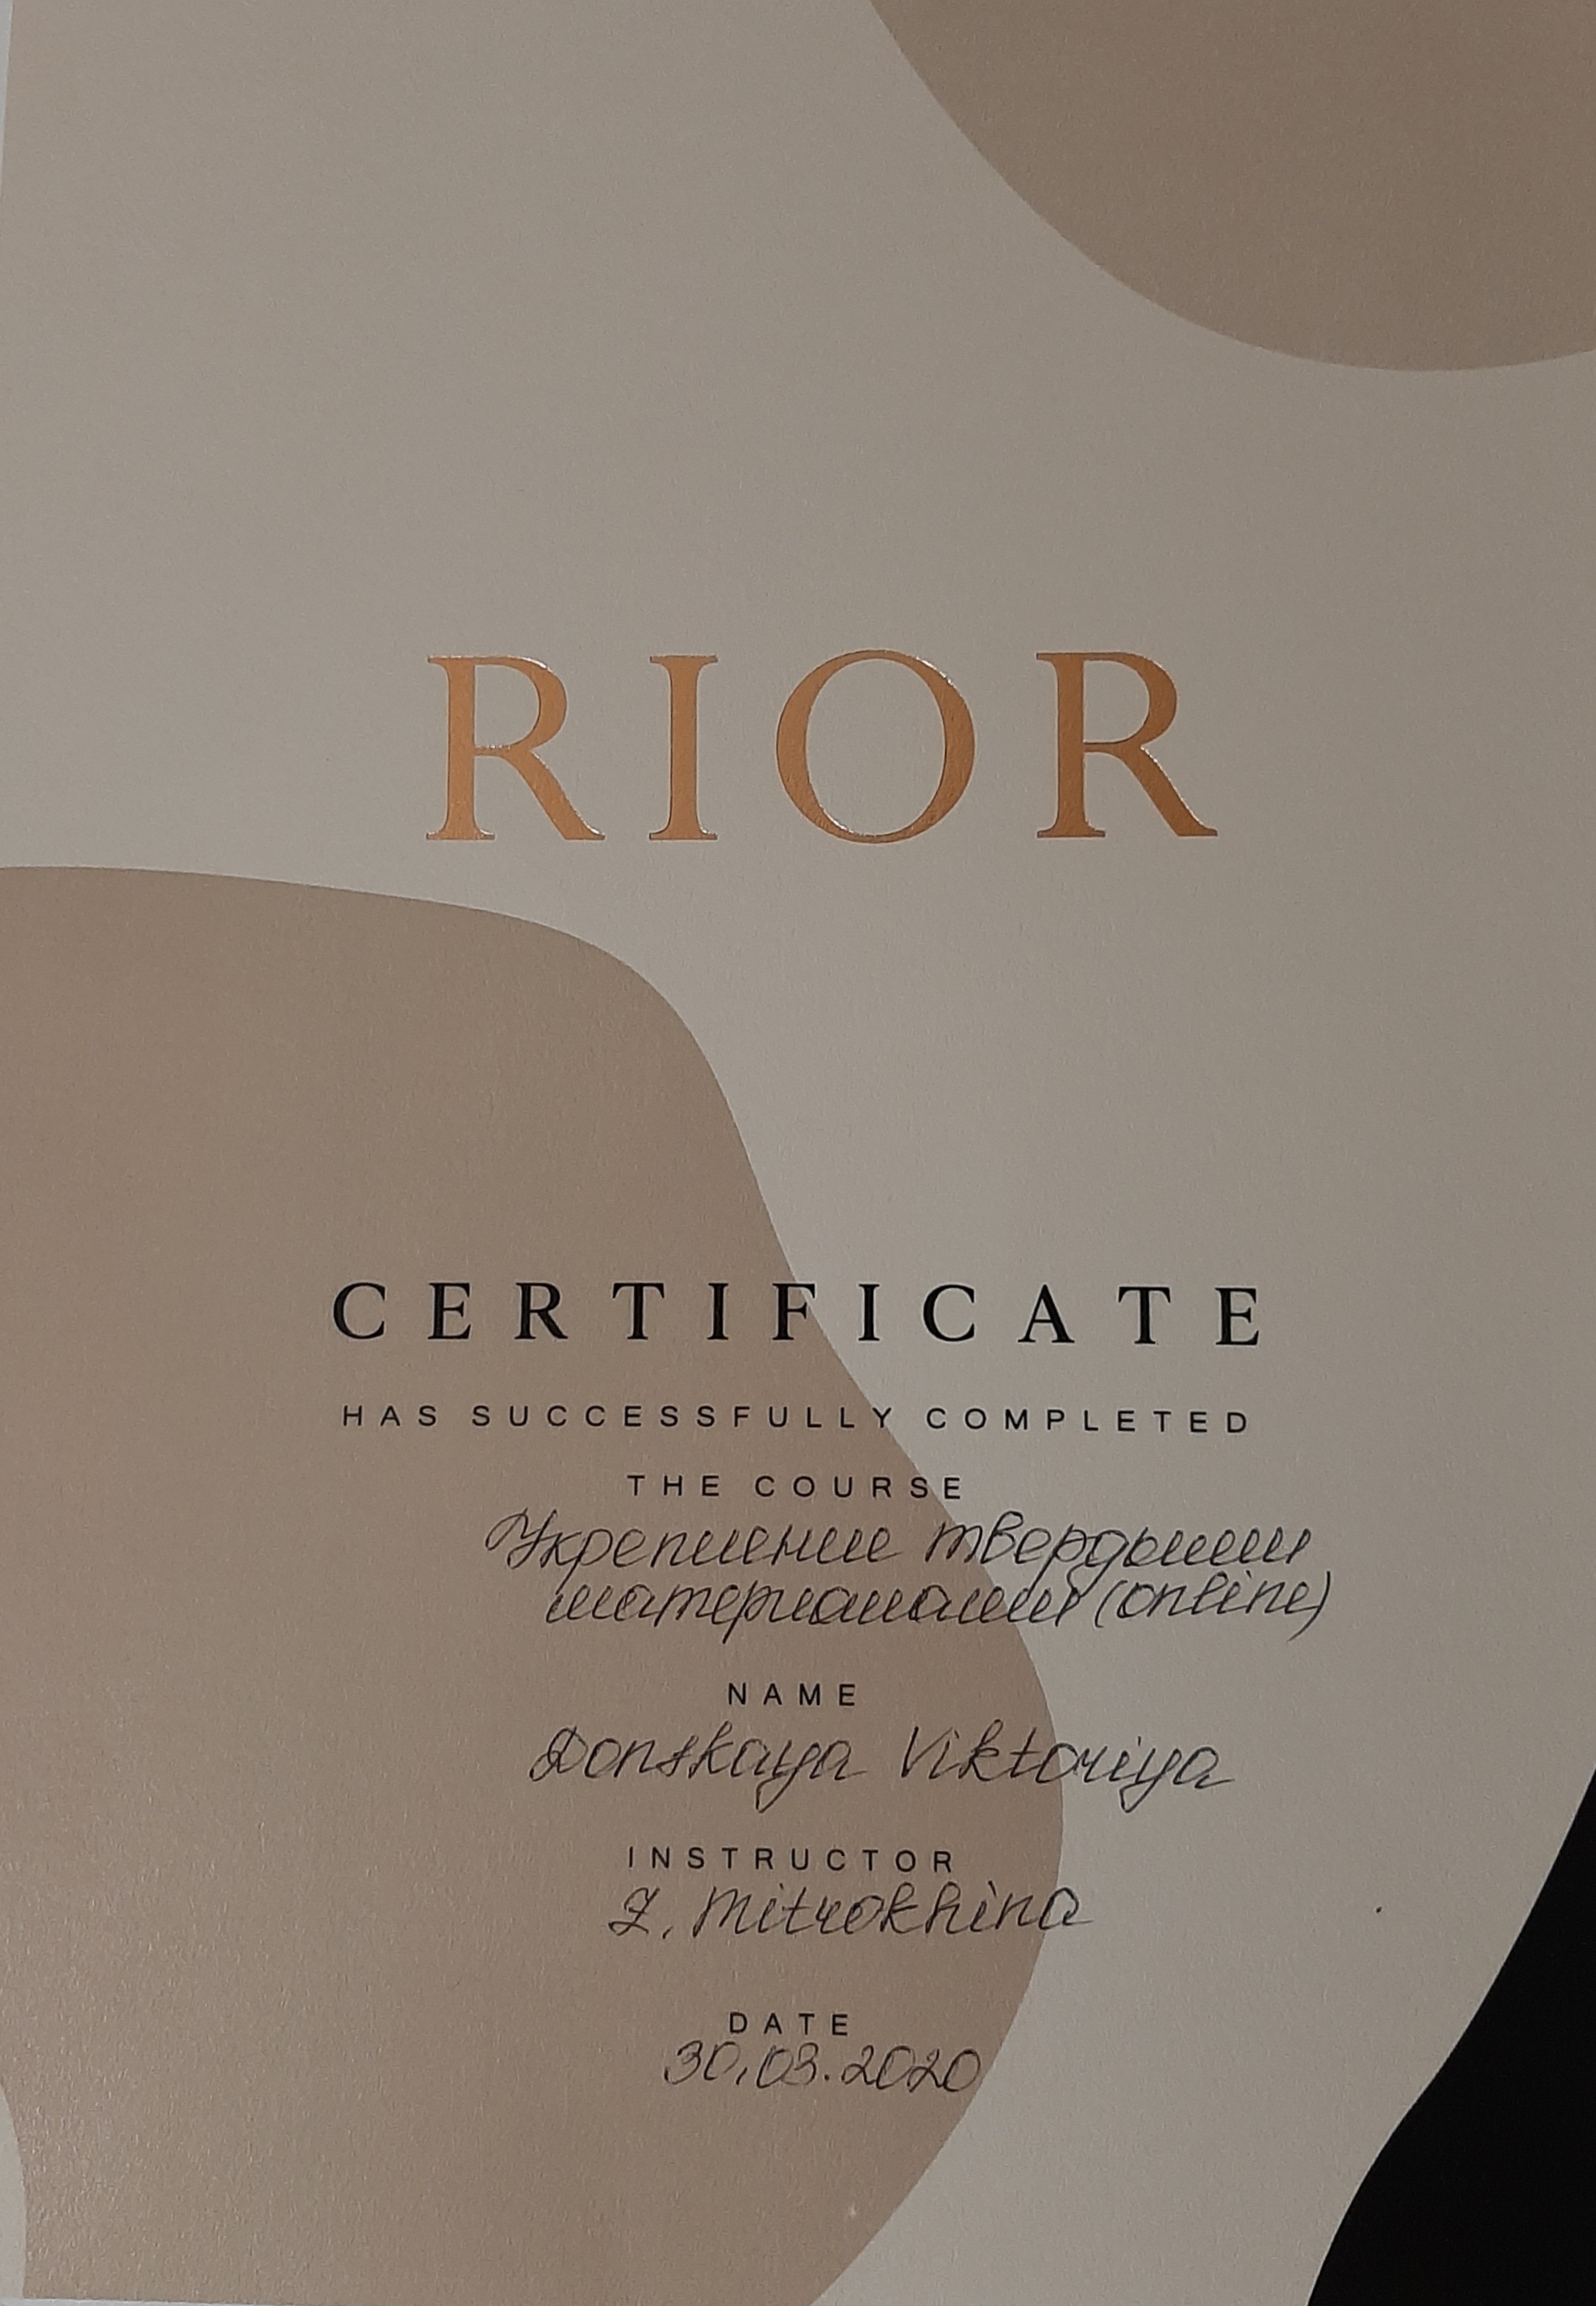 RIOR
CERTIFICATE
HAS SUCCESSFULLY COMPLETED
THE COURSE
Укрепление твердыми
материалами (online)
NAME
Donskaya Viktoriya
INSTRUCTOR
Z. Mitrokhina
DATE
30.03.2020